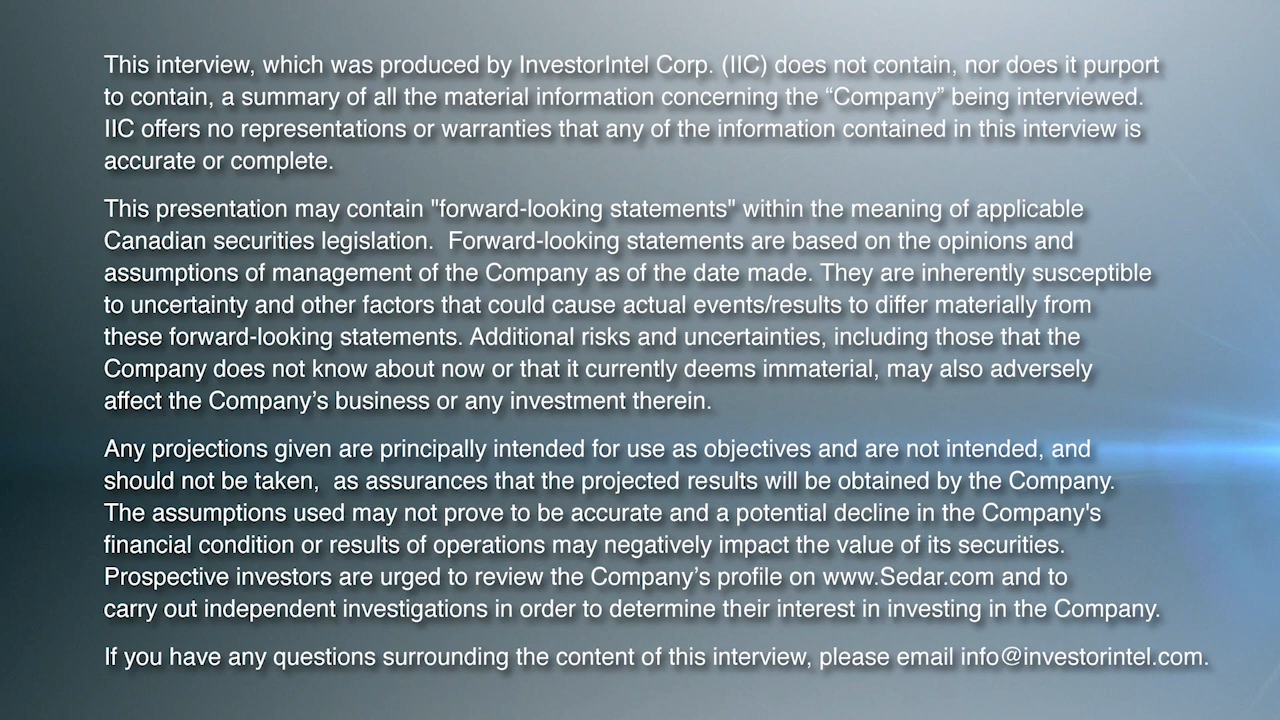 This interview, which was produced by InvestorIntel Corp. (IIC) does not contain, nor does it purport
to contain, a summary of all the material information concerning the “Company” being interviewed.
IIC offers no representations or warranties that any of the information contained in this interview is
accurate or complete.
This presentation may contain "forward-looking statements" within the meaning of applicable
Canadian securities legislation.  Forward-looking statements are based on the opinions and
assumptions of management of the Company as of the date made. They are inherently susceptible
to uncertainty and other factors that could cause actual events/results to differ materially from
these forward-looking statements. Additional risks and uncertainties, including those that the
Company does not know about now or that it currently deems immaterial, may also adversely
affect the Company’s business or any investment therein.
Any projections given are principally intended for use as objectives and are not intended, and
should not be taken,  as assurances that the projected results will be obtained by the Company.
The assumptions used may not prove to be accurate and a potential decline in the Company's
financial condition or results of operations may negatively impact the value of its securities.
Prospective investors are urged to review the Company’s profile on www.Sedar.com and to
carry out independent investigations in order to determine their interest in investing in the Company.
If you have any questions surrounding the content of this interview, please email info@investorintel.com.